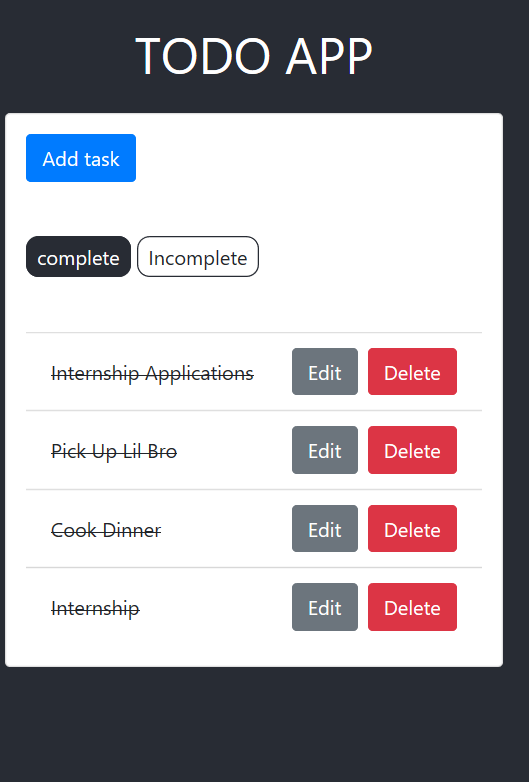 TODO APP
Add task
complete Incomplete
Internship Applications Edit Delete
Pick Up Lil Bro Edit Delete
Cook Dinner Edit Delete
Internship Edit Delete